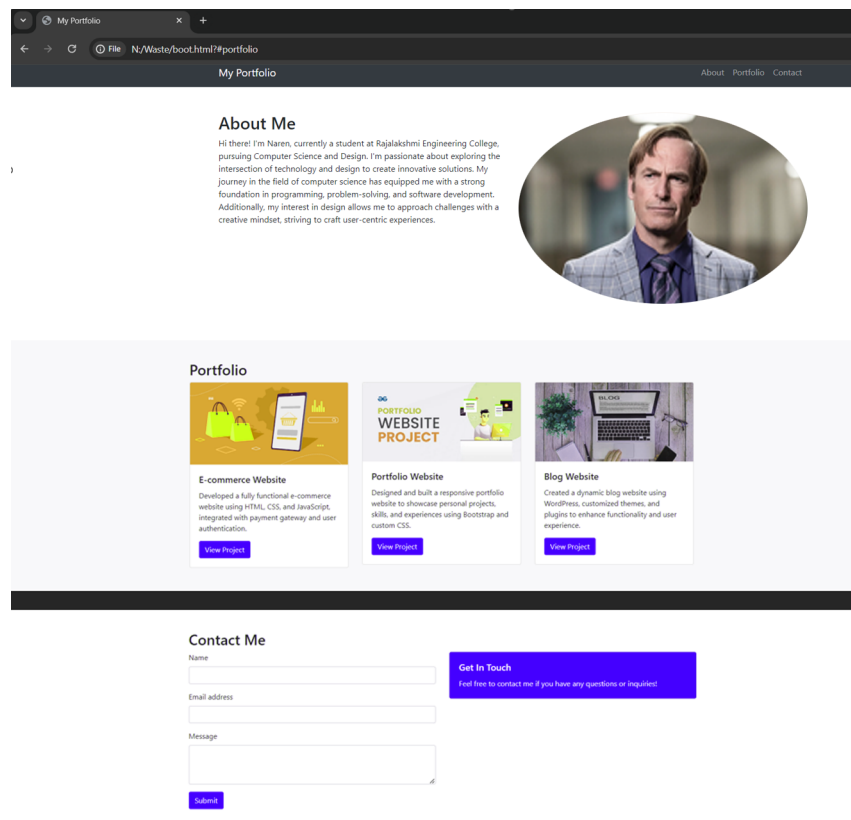 My Portfolio
File N:/Waste/boot.html?#portfolio
My Portfolio About Portfolio Contact
About Me
Hi there! I'm Naren, currently a student at Rajalakshmi Engineering College,
pursuing Computer Science and Design. I'm passionate about exploring the
intersection of technology and design to create innovative solutions. My
journey in the field of computer science has equipped me with a strong
foundation in programming, problem-solving, and software development.
Additionally, my interest in design allows me to approach challenges with a
creative mindset, striving to craft user-centric experiences.
Portfolio
E-commerce Website
Developed a fully functional e-commerce
website using HTML, CSS, and JavaScript,
integrated with payment gateway and user
authentication.
View Project
PORTFOLIO
WEBSITE
PROJECT
Portfolio Website
Designed and built a responsive portfolio
website to showcase personal projects,
skills, and experiences using Bootstrap and
custom CSS.
View Project
BLOG
Blog Website
Created a dynamic blog website using
WordPress, customized themes, and
plugins to enhance functionality and user
experience.
View Project
Contact Me
Name
Email address
Message
Submit
Get In Touch
Feel free to contact me if you have any questions or inquiries!